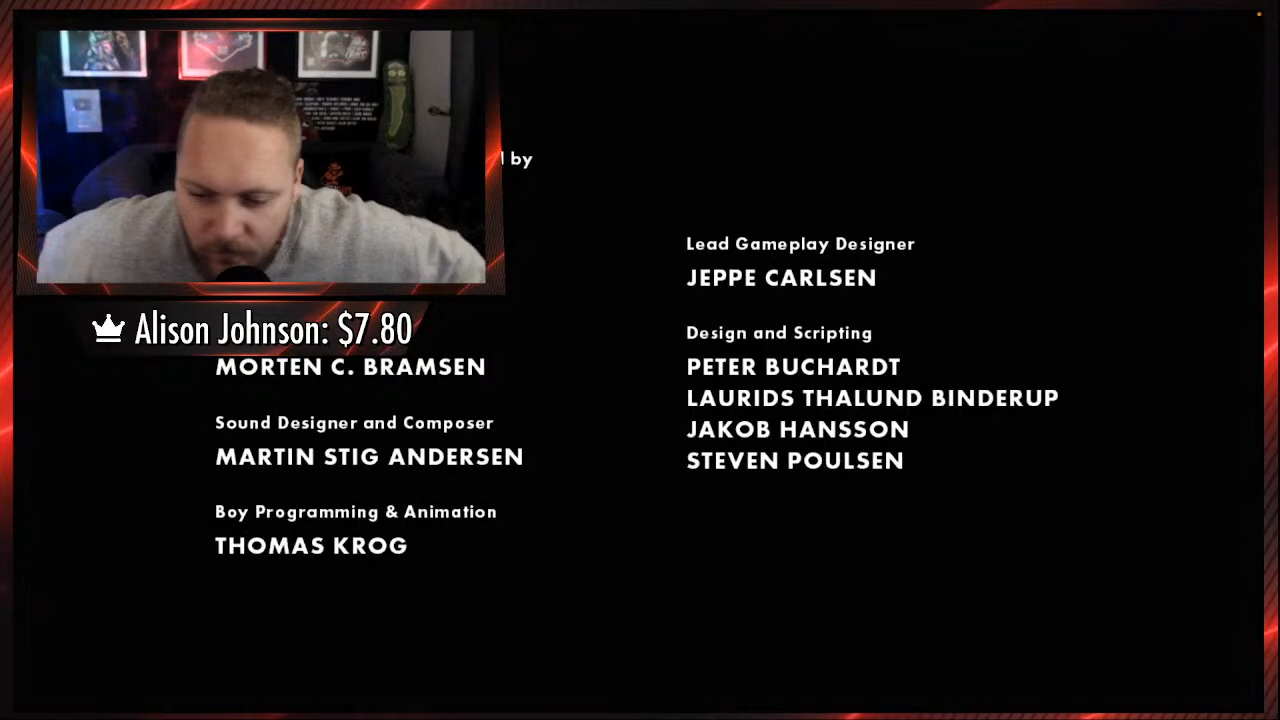 by
Alison Johnson: $7.80
MORTEN C. BRAMSEN
Sound Designer and Composer
MARTIN STIG ANDERSEN
Boy Programming & Animation
THOMAS KROG
Lead Gameplay Designer
JEPPE CARLSEN
Design and Scripting
PETER BUCHARDT
LAURIDS THALUND BINDERUP
JAKOB HANSSON
STEVEN POULSEN